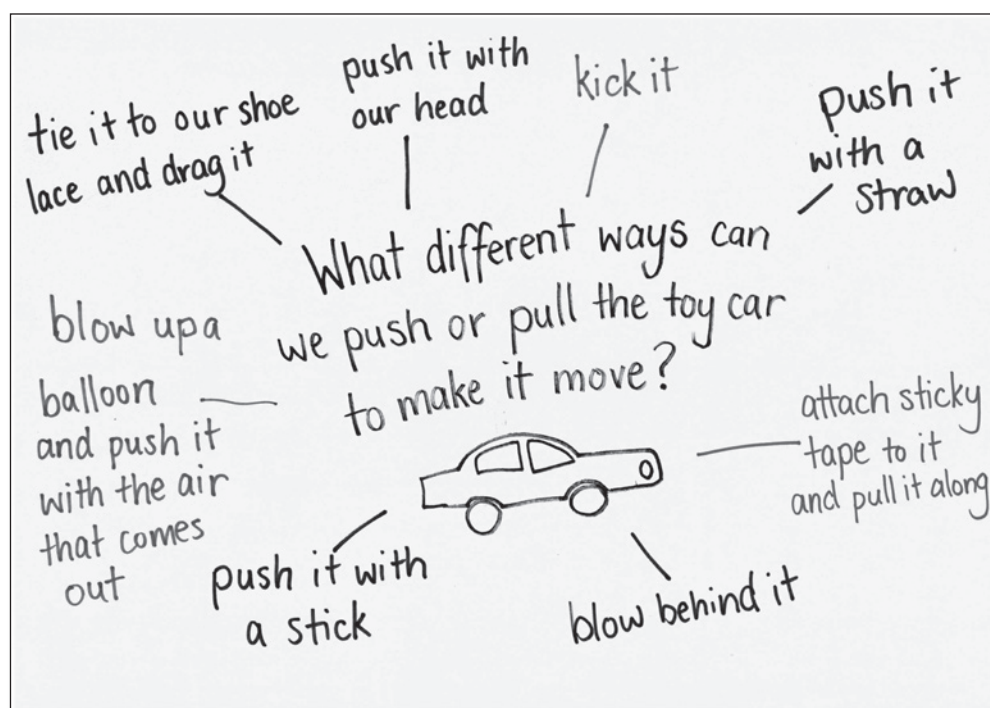 tie it to our shoe
lace and drag it
push it with
our head
kick it
push it
with a
straw
What different ways can
we push or pull the toy car
to make it move?
blow up a
balloon
and push it
with the air
that comes
out
attach sticky
tape to it
and pull it along
push it with
a stick
blow behind it